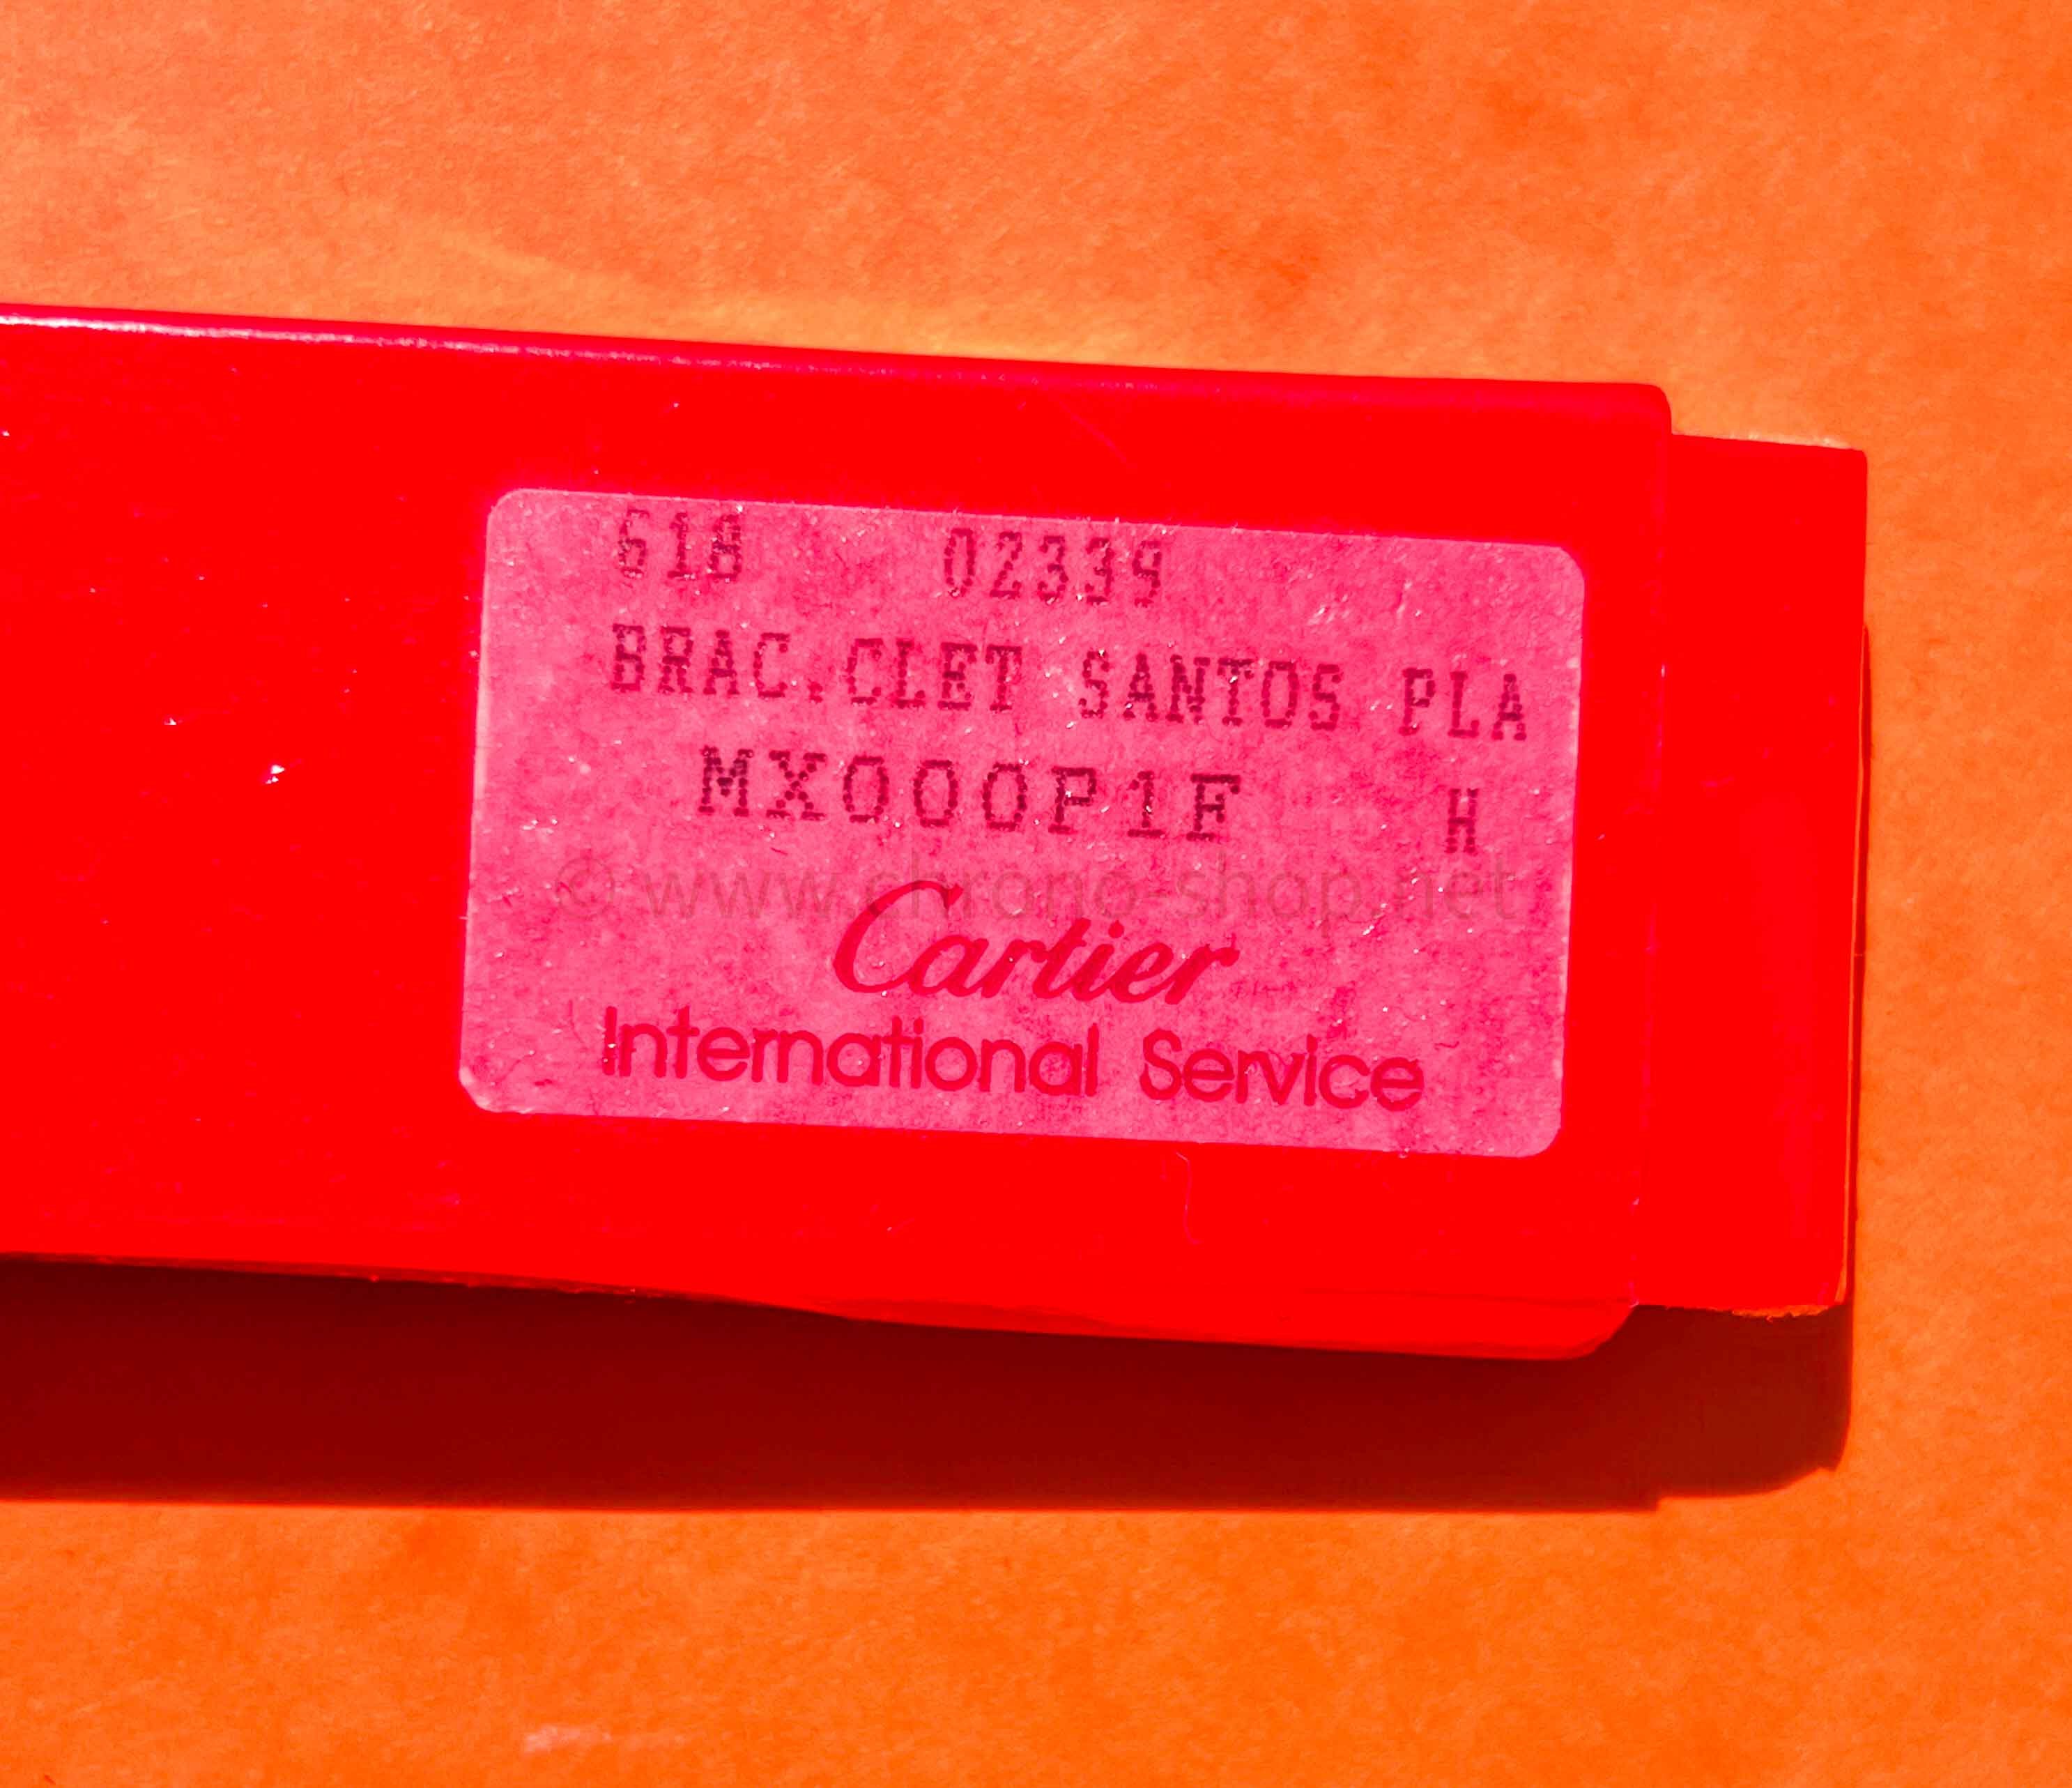 618 02339
BRAC.CLET SANTOS PLA
MX000P1F H
© www.chrono-shop.net
Cartier
International Service